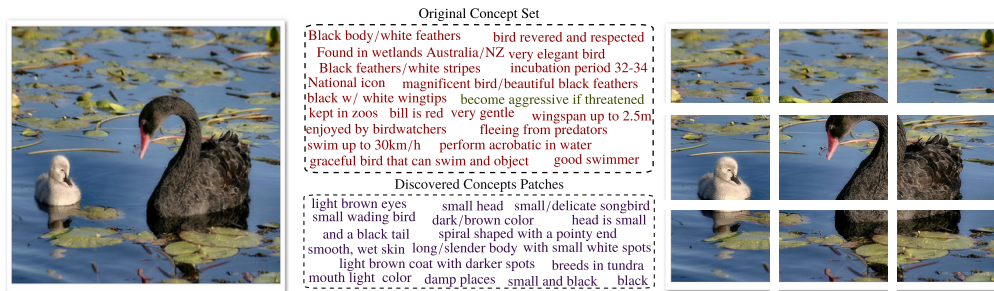 Original Concept Set
Black body/white feathers bird revered and respected
Found in wetlands Australia/NZ very elegant bird
Black feathers/white stripes incubation period 32-34
National icon magnificent bird/beautiful black feathers
black w/ white wingtips become aggressive if threatened
kept in zoos bill is red very gentle wingspan up to 2.5m
enjoyed by birdwatchers fleeing from predators
swim up to 30km/h perform acrobatic in water
graceful bird that can swim and object good swimmer
Discovered Concepts Patches
light brown eyes small head small/delicate songbird
small wading bird dark/brown color head is small
and a black tail spiral shaped with a pointy end
smooth, wet skin long/slender body with small white spots
light brown coat with darker spots breeds in tundra
mouth light color damp places small and black black